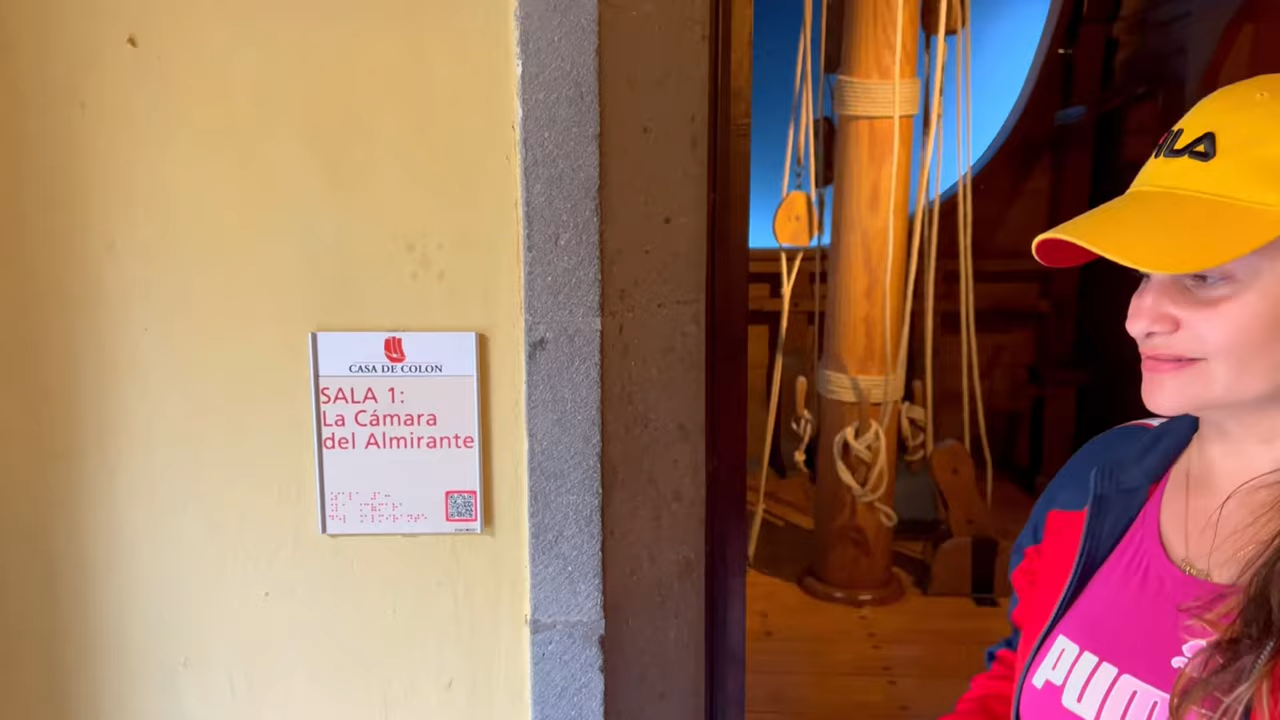 CASA DE COLON
SALA 1:
La Cámara
del Almirante
FILA
PUMA